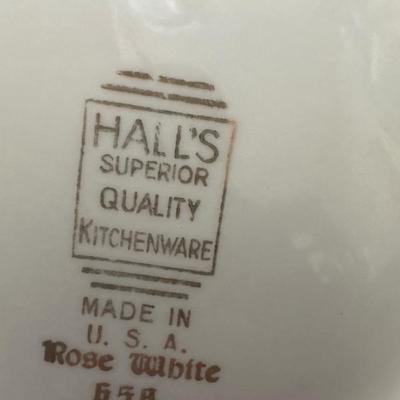 HALL'S
SUPERIOR
QUALITY
KITCHENWARE
MADE IN
U. S. A.
Rose White